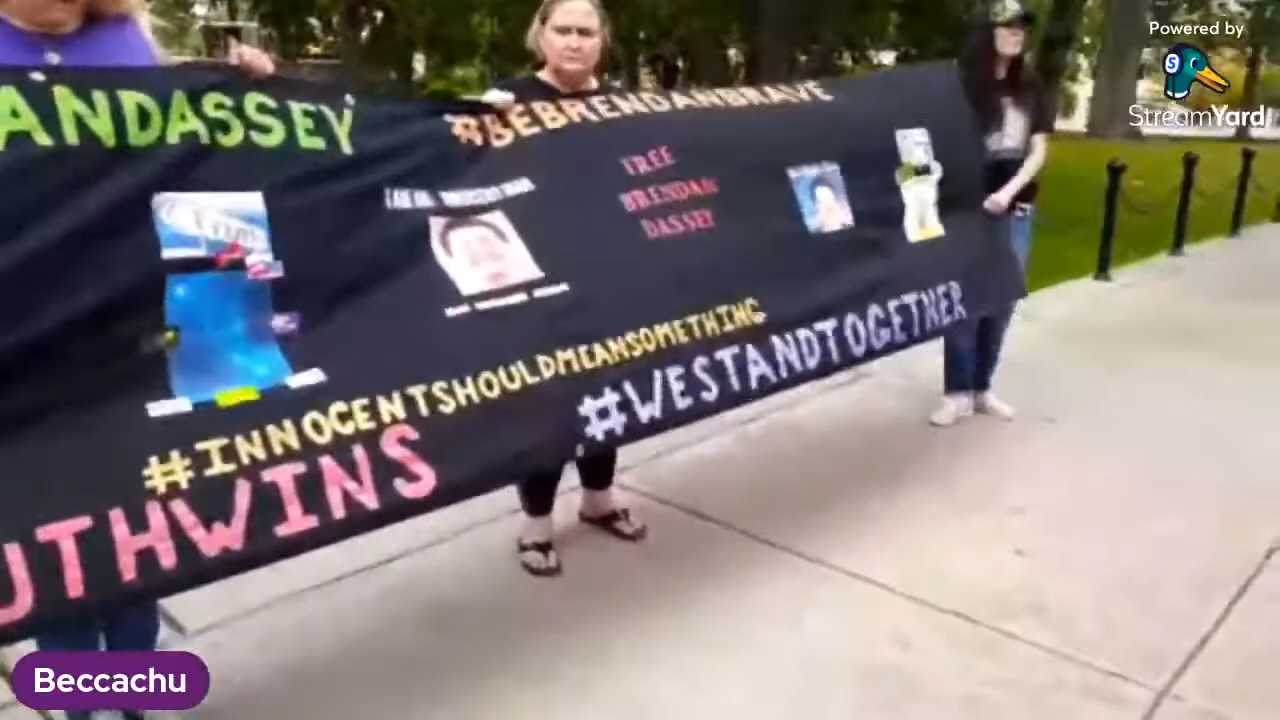 Powered by
StreamYard
ANDASSEY
#BEBRENDANBRAVE
FREE
BRENDAN
DASSEY
#INNOCENTSHOULDMEANSOMETHING
#WESTANDTOGETHER
UTHWINS
Beccachu